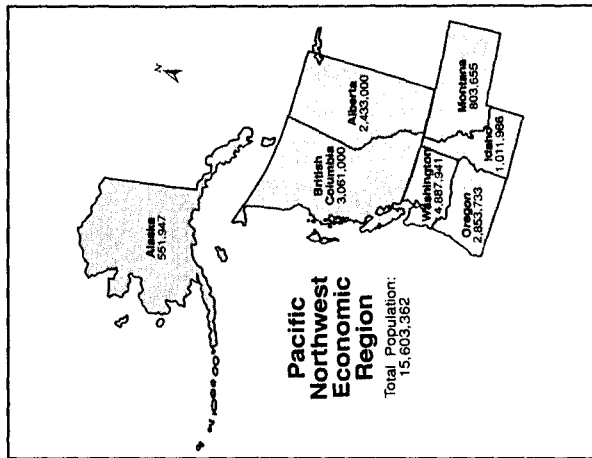 N
Alaska
551,947
British
Columbia
3,061,000
Alberta
2,433,000
Washington
4,887,941
Montana
803,655
Oregon
2,853,733
Idaho
1,011,986
Pacific
Northwest
Economic
Region
Total Population:
15,603,362